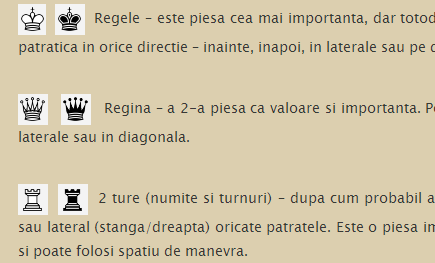 Regele - este piesa cea mai importanta, dar totod
patratica in orice directie - inainte, inapoi, in laterale sau pe
Regina - a 2-a piesa ca valoare si importanta.
laterale sau in diagonala.
2 ture (numite si turnuri) - dupa cum probabil a
sau lateral (stanga/dreapta) oricate patratele. Este o piesa
si poate folosi spatiu de manevra.